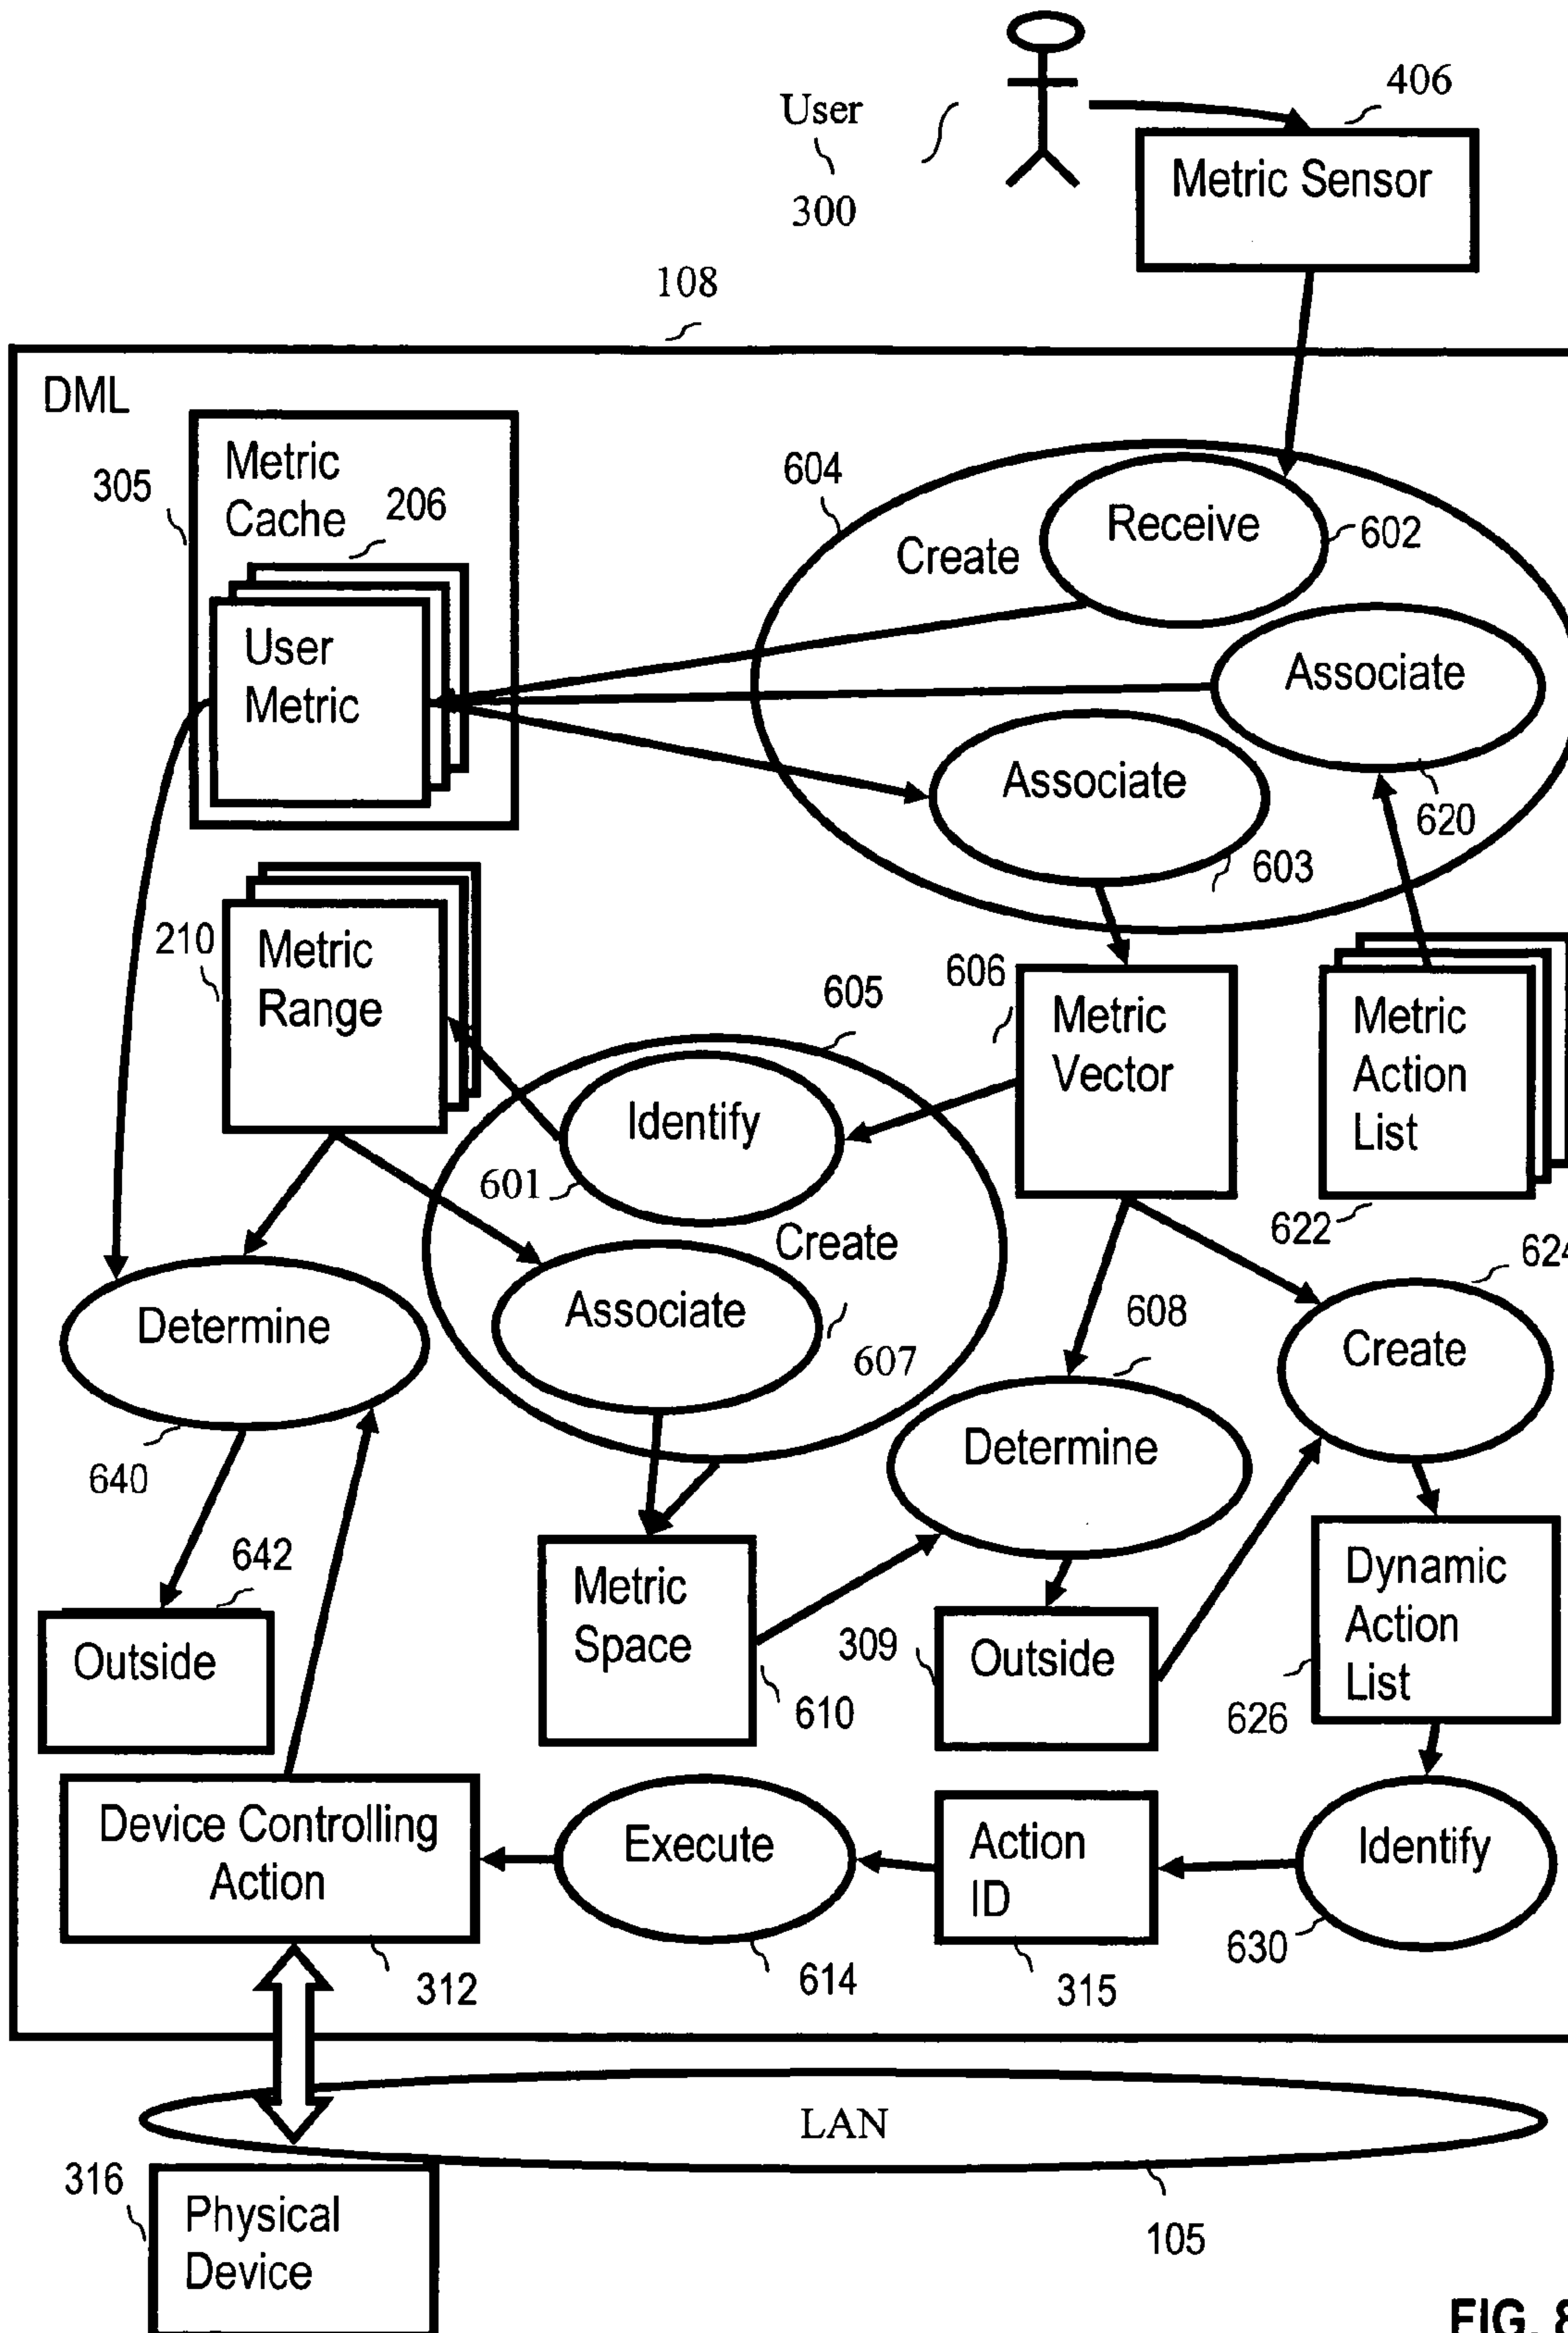 406
User
Metric Sensor
300
108
DML
Metric
Cache
305
206
604
Receive
602
Create
User
Metric
Associate
Associate
620
603
210
Metric
Range
605
606
Metric
Vector
Metric
Action
List
Identify
601
Create
622
624
Associate
607
608
Determine
Create
Determine
640
642
Outside
Metric
Space
610
309
Outside
Dynamic
Action
List
626
Device Controlling
Action
312
Execute
614
Action
ID
315
Identify
630
LAN
316
Physical
Device
105
FIG. 8